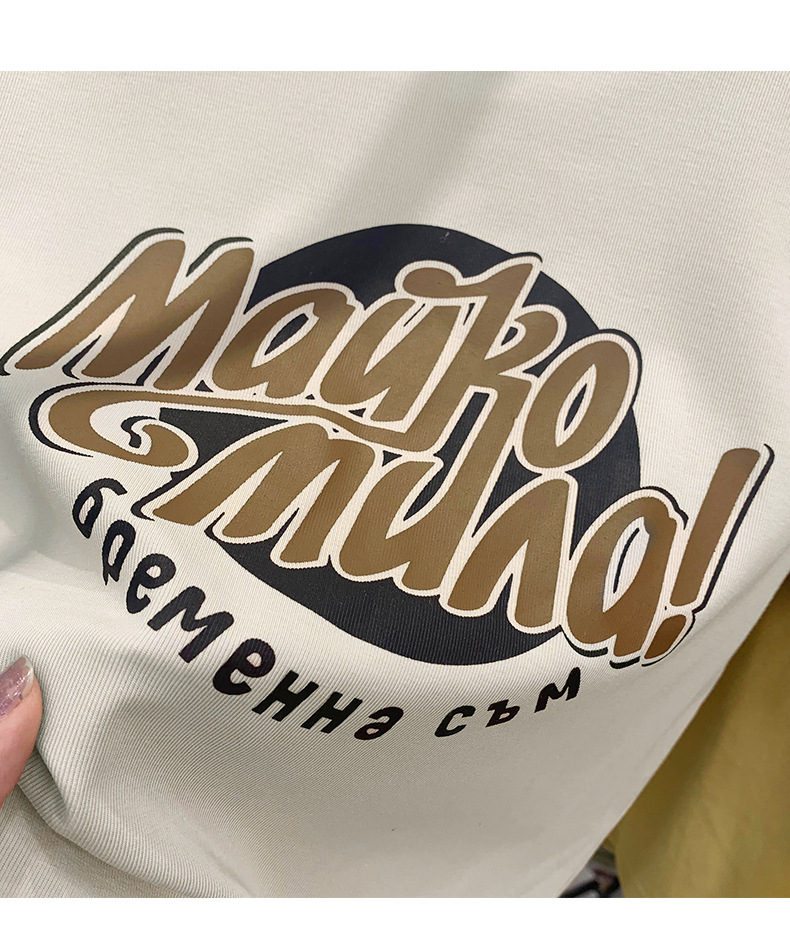 Майко
мила!
бременна съм